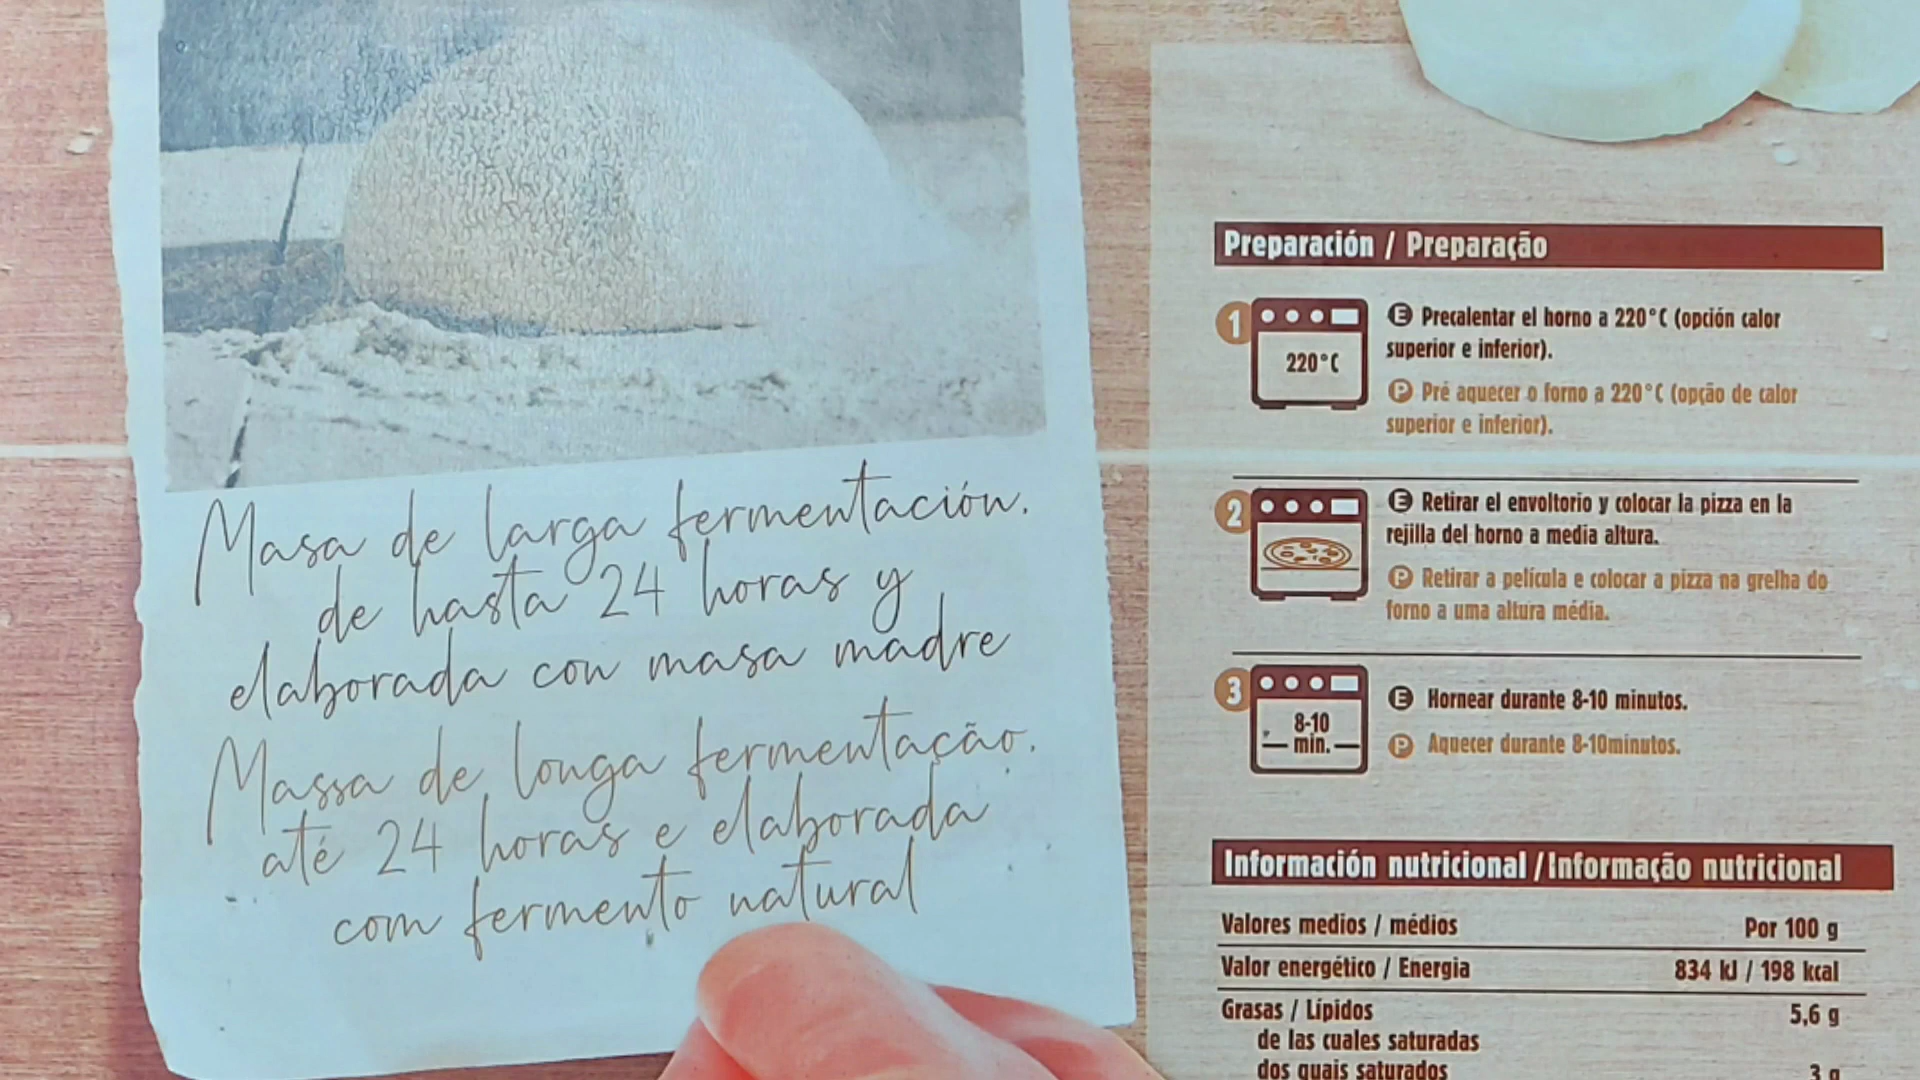 Masa de larga fermentación.
de hasta 24 horas y
elaborada con masa madre
Massa de longa fermentação.
até 24 horas e elaborada
com fermento natural
Preparación / Preparação
1
220°C
E Precalentar el horno a 220°C (opción calor
superior e inferior).
P Pré aquecer o forno a 220°C (opção de calor
superior e inferior).
2
E Retirar el envoltorio y colocar la pizza en la
rejilla del horno a media altura.
P Retirar a película e colocar a pizza na grelha do
forno a uma altura média.
3
8-10
min.
E Hornear durante 8-10 minutos.
P Aquecer durante 8-10minutos.
Información nutricional / Informação nutricional
Valores medios / médios Por 100 g
Valor energético / Energia 834 kJ / 198 kcal
Grasas / Lípidos 5,6 g
de las cuales saturadas
dos quais saturados 3 g